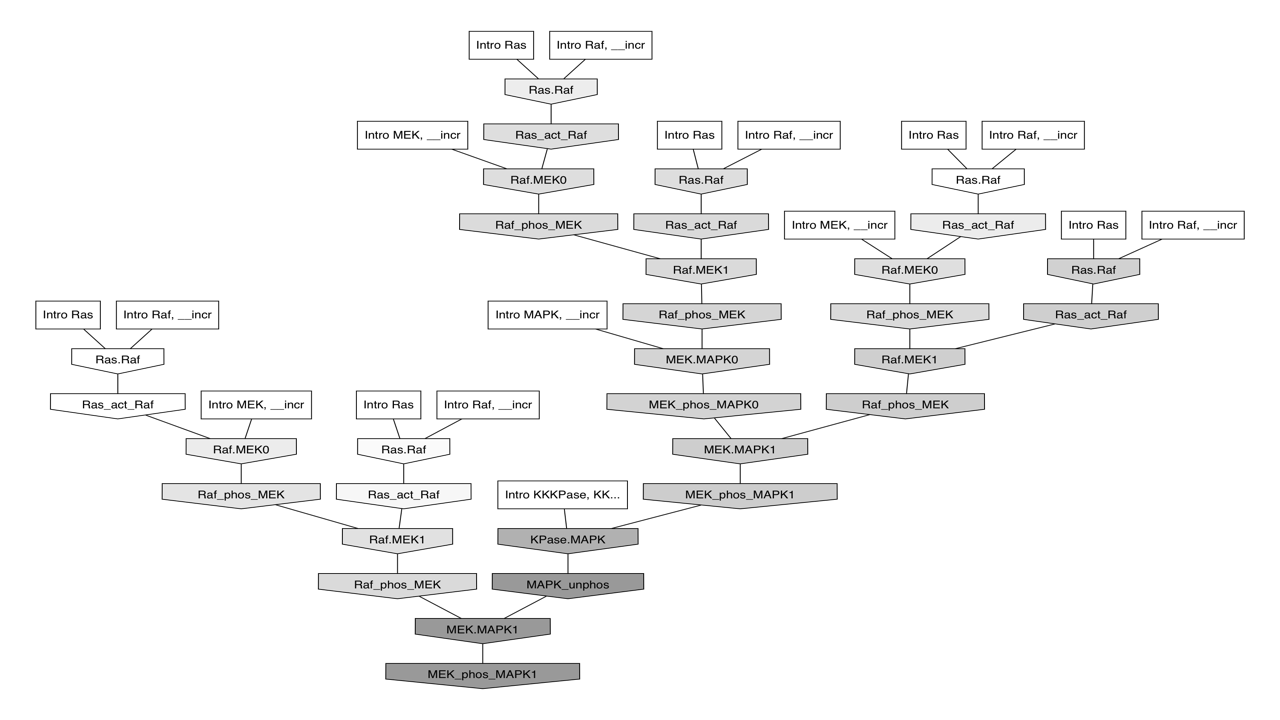 Intro Ras
Intro Raf, __incr
Ras.Raf
Intro MEK, __incr
Ras_act_Raf
Intro Ras
Intro Raf, __incr
Intro Ras
Intro Raf, __incr
Raf.MEK0
Ras.Raf
Ras.Raf
Raf_phos_MEK
Ras_act_Raf
Intro MEK, __incr
Ras_act_Raf
Intro Ras
Intro Raf, __incr
Raf.MEK1
Raf.MEK0
Ras.Raf
Intro Ras
Intro Raf, __incr
Intro MAPK, __incr
Raf_phos_MEK
Raf_phos_MEK
Ras_act_Raf
Ras.Raf
MEK.MAPK0
Raf.MEK1
Ras_act_Raf
Intro MEK, __incr
Intro Ras
Intro Raf, __incr
MEK_phos_MAPK0
Raf_phos_MEK
Raf.MEK0
Ras.Raf
MEK.MAPK1
Raf_phos_MEK
Ras_act_Raf
Intro KKKPase, KK...
MEK_phos_MAPK1
Raf.MEK1
KPase.MAPK
Raf_phos_MEK
MAPK_unphos
MEK.MAPK1
MEK_phos_MAPK1